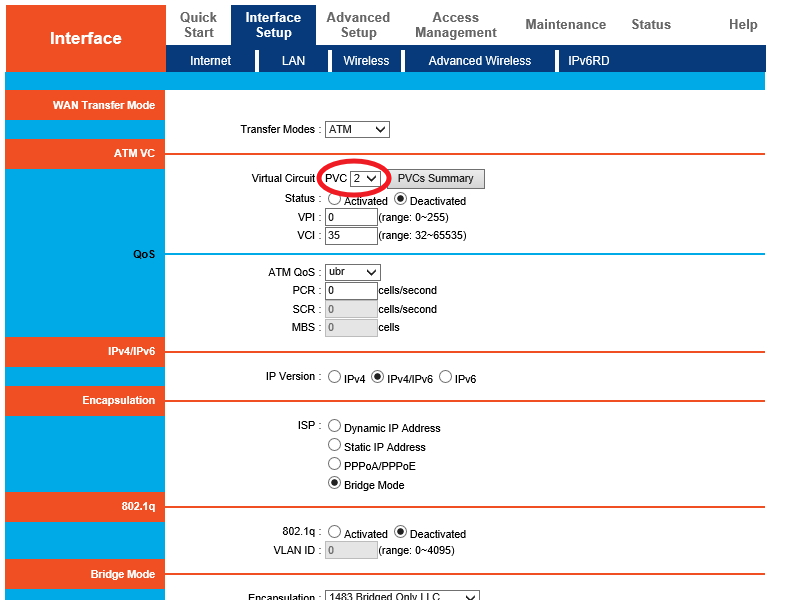 Interface
Quick Start
Interface Setup
Advanced Setup
Access Management
Maintenance
Status
Help
Internet
LAN
Wireless
Advanced Wireless
IPv6RD
WAN Transfer Mode
Transfer Modes : ATM
ATM VC
Virtual Circuit PVC 2 PVCs Summary
Status : Activated Deactivated
VPI : 0 (range: 0~255)
VCI : 35 (range: 32~65535)
QoS
ATM QoS : ubr
PCR : 0 cells/second
SCR : 0 cells/second
MBS : 0 cells
IPv4/IPv6
IP Version : IPv4 IPv4/IPv6 IPv6
Encapsulation
ISP : Dynamic IP Address
Static IP Address
PPPoA/PPPoE
Bridge Mode
802.1q
802.1q : Activated Deactivated
VLAN ID : 0 (range: 0~4095)
Bridge Mode
Encapsulation : 1483 Bridged Only LLC